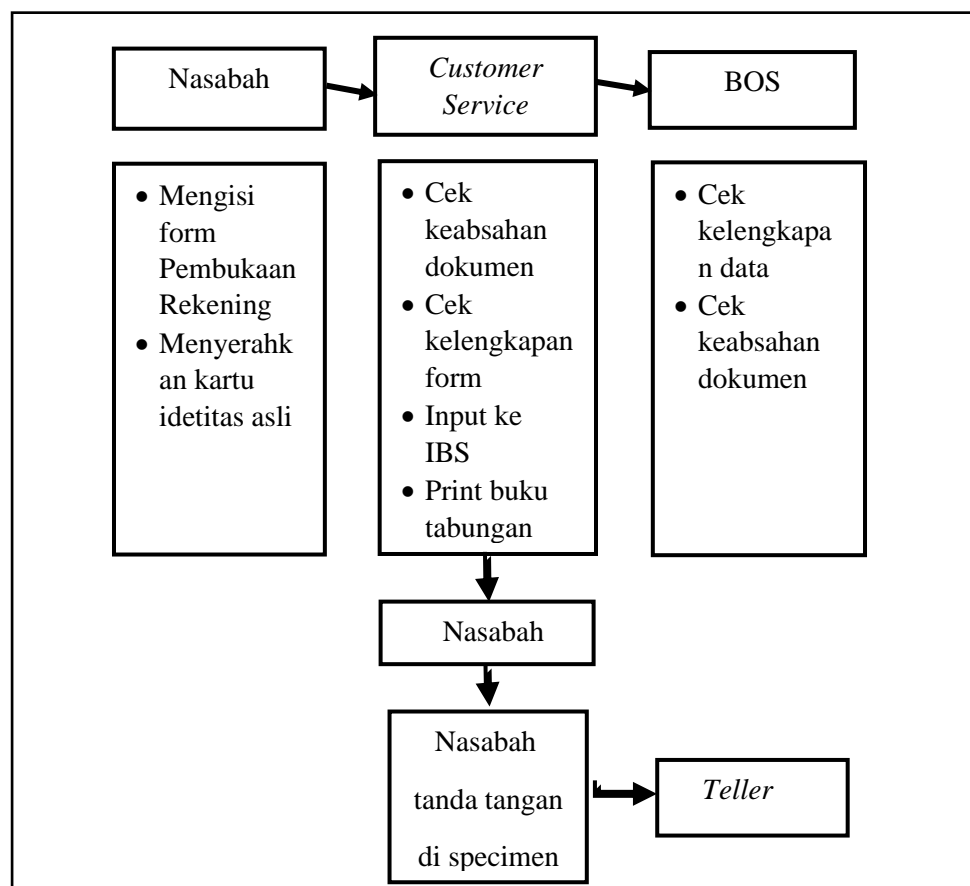 Nasabah
Customer
Service
BOS
• Mengisi
form
Pembukaan
Rekening
• Menyerahk
an kartu
idetitas asli
• Cek
keabsahan
dokumen
• Cek
kelengkapan
form
• Input ke
IBS
• Print buku
tabungan
• Cek
kelengkapa
n data
• Cek
keabsahan
dokumen
Nasabah
Nasabah
tanda tangan
di specimen
Teller